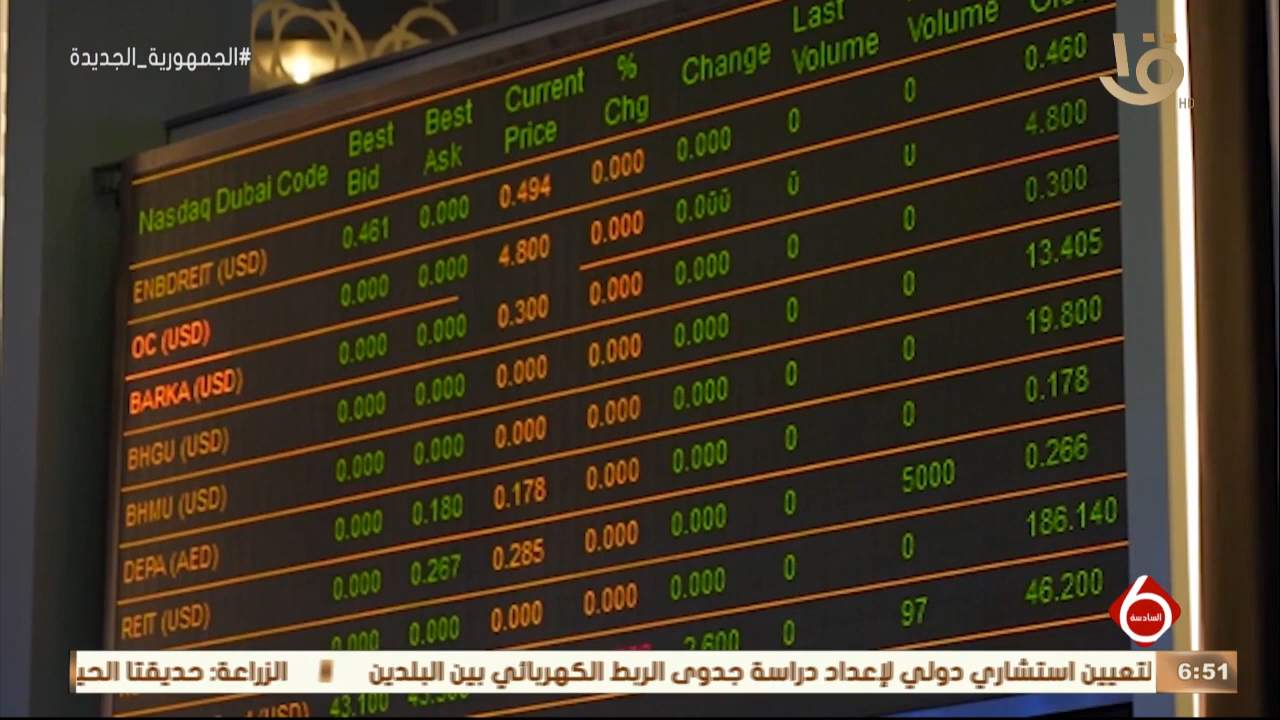 #الجمهورية_الجديدة
Nasdaq Dubai Code Best Bid Best Ask Current Price % Chg Change Last Volume Volume
ENBDREIT (USD) 0.461 0.000 0.494 0.000 0.000 0 0 0.460
OC (USD) 0.000 0.000 4.800 0.000 0.000 0 0 4.800
BARKA (USD) 0.000 0.000 0.300 0.000 0.000 0 0 0.300
BHGU (USD) 0.000 0.000 0.000 0.000 0.000 0 0 13.405
BHMU (USD) 0.000 0.000 0.000 0.000 0.000 0 0 19.800
DEPA (AED) 0.000 0.180 0.178 0.000 0.000 0 0 0.178
REIT (USD) 0.000 0.267 0.285 0.000 0.000 0 5000 0.266
0.000 0.000 0.000 0.000 0.000 0 0 186.140
(USD) 43.100 2.600 0 97 46.200
HD
السادسة
6:51 لتعيين استشاري دولي لإعداد دراسة جدوى الربط الكهربائي بين البلدين الزراعة: حديقتا الحي